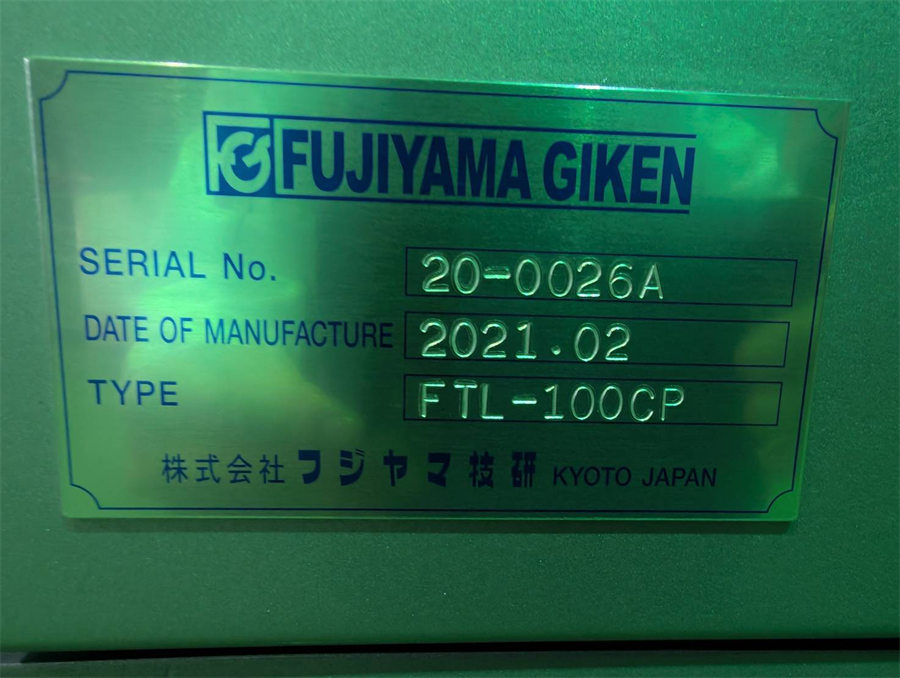 FG FUJIYAMA GIKEN
SERIAL No. 20-0026A
DATE OF MANUFACTURE 2021.02
TYPE FTL-100CP
株式会社 フジヤマ技研 KYOTO JAPAN